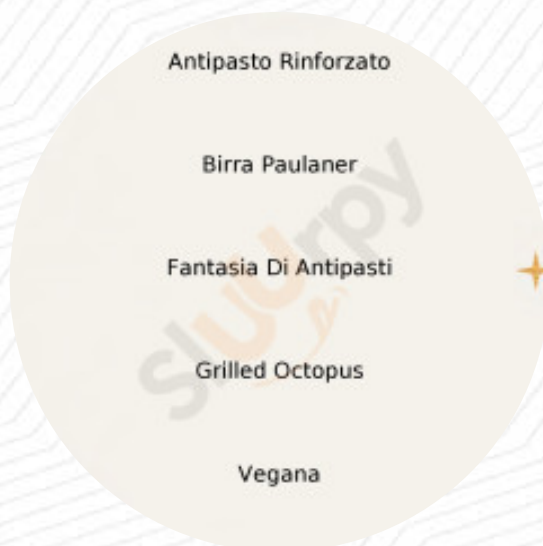 Antipasto Rinforzato
Birra Paulaner
Fantasia Di Antipasti
Grilled Octopus
Vegana
sluurpy